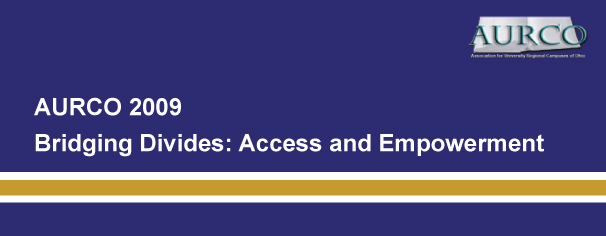 AURCO
Association for University Regional Campuses of Ohio
AURCO 2009
Bridging Divides: Access and Empowerment